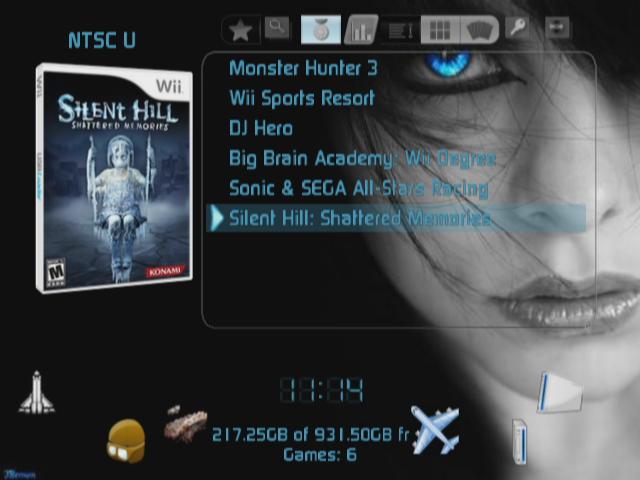 NTSC U
Wii
SILENT HILL
SHATTERED MEMORIES
M
KONAMI
Monster Hunter 3
Wii Sports Resort
DJ Hero
Big Brain Academy: Wii Degree
Sonic & SEGA All-Stars Racing
Silent Hill: Shattered Memories
11:14
217.25GB of 931.50GB fr
Games: 6